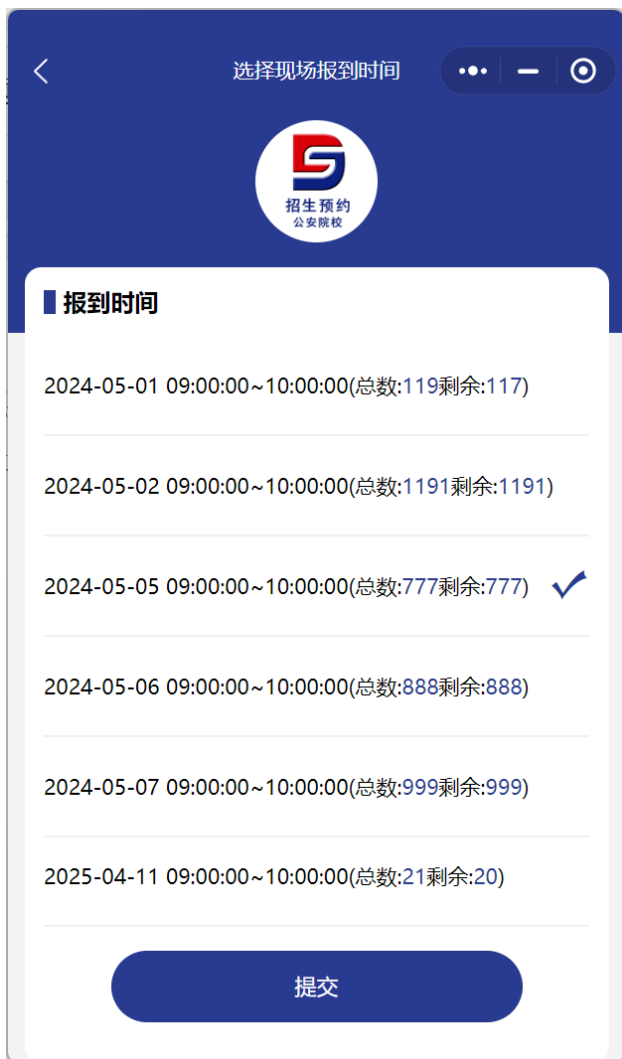 选择现场报到时间
招生预约
公安院校
报到时间
2024-05-01 09:00:00~10:00:00(总数:119剩余:117)
2024-05-02 09:00:00~10:00:00(总数:1191剩余:1191)
2024-05-05 09:00:00~10:00:00(总数:777剩余:777)
2024-05-06 09:00:00~10:00:00(总数:888剩余:888)
2024-05-07 09:00:00~10:00:00(总数:999剩余:999)
2025-04-11 09:00:00~10:00:00(总数:21剩余:20)
提交